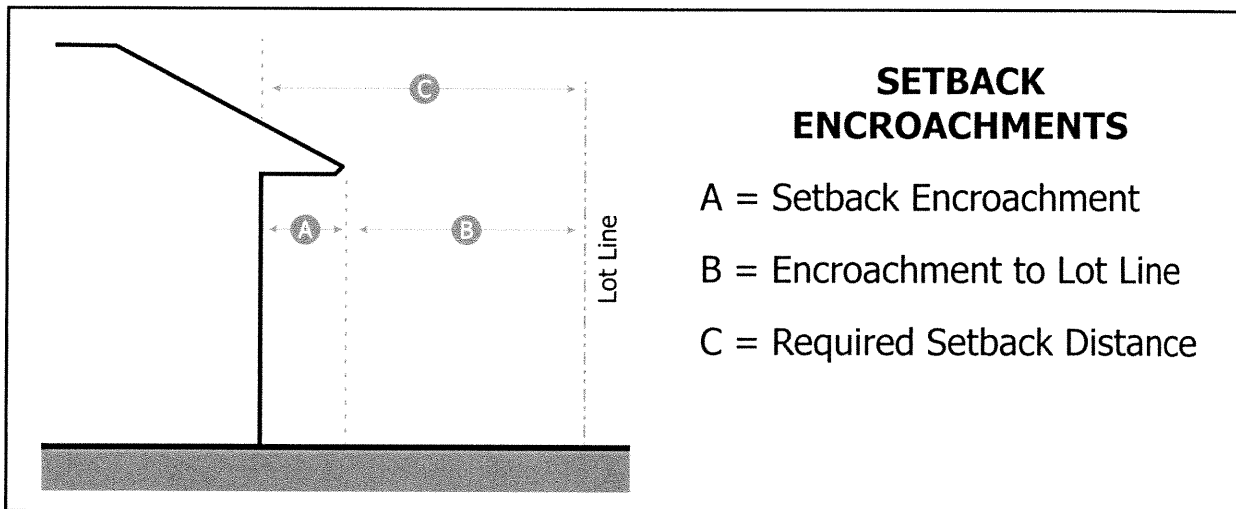 C
A
B
Lot Line
SETBACK
ENCROACHMENTS
A = Setback Encroachment
B = Encroachment to Lot Line
C = Required Setback Distance